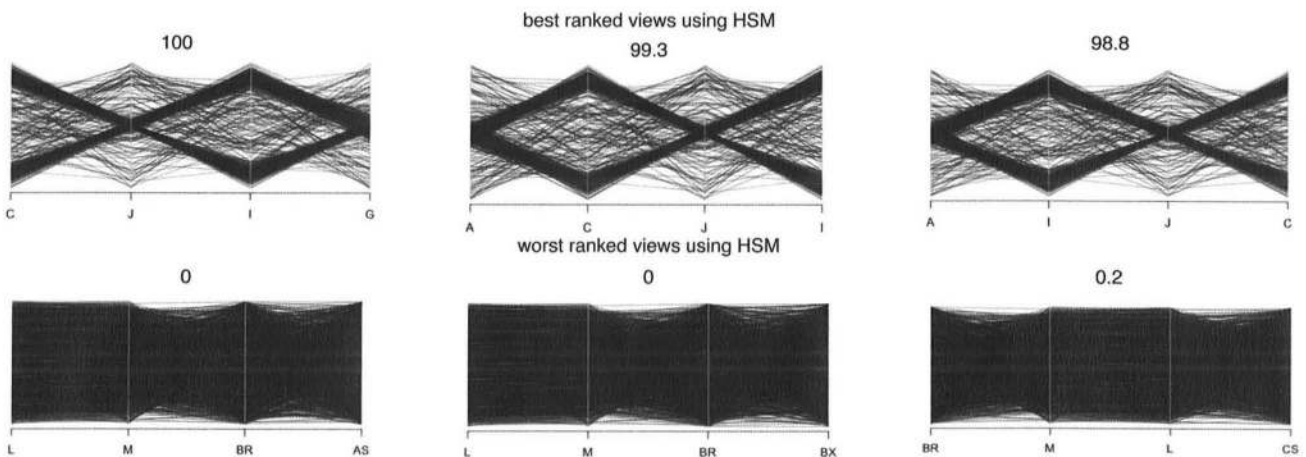 best ranked views using HSM
100
99.3
98.8
C J I G
A C J I
A I J C
worst ranked views using HSM
0
0
0.2
L M BR AS
L M BR BX
BR M L CS